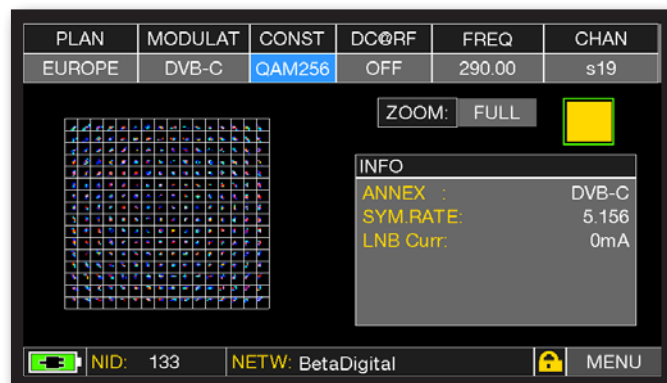 PLAN MODULAT CONST DC@RF FREQ CHAN
EUROPE DVB-C QAM256 OFF 290.00 s19
ZOOM: FULL
INFO
ANNEX : DVB-C
SYM.RATE: 5.156
LNB Curr: 0mA
NID: 133 NETW: BetaDigital MENU